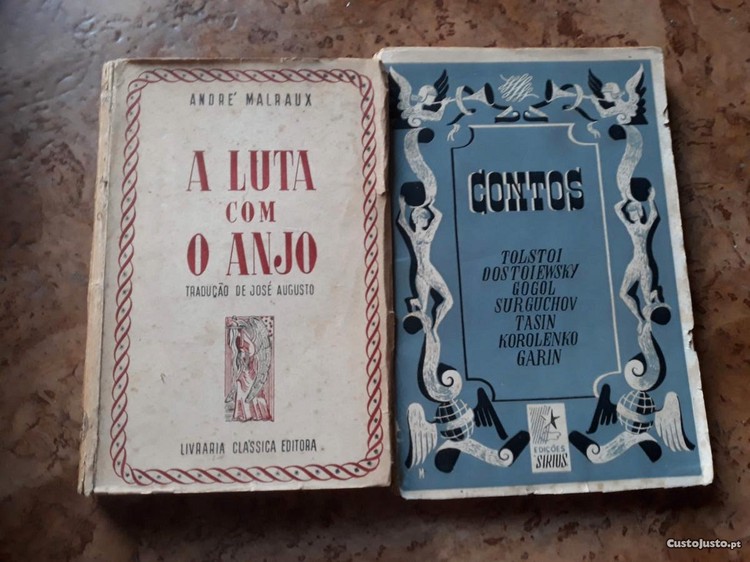 ANDRÉ MALRAUX
A LUTA
COM
O ANJO
TRADUÇÃO DE JOSÉ AUGUSTO
LIVRARIA CLÁSSICA EDITORA
CONTOS
TOLSTOI
DOSTOIEWSKY
GOGOL
SURGUCHOV
TASIN
KOROLENKO
GARIN
EDIÇÕES
SIRIUS
M
CustoJusto.pt